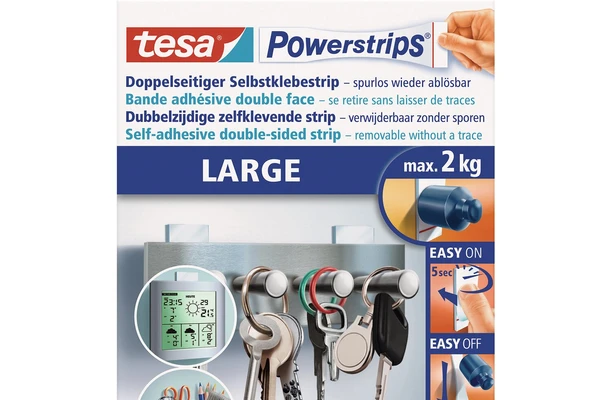 tesa Powerstrips®
Doppelseitiger Selbstklebestrip – spurlos wieder ablösbar
Bande adhésive double face – se retire sans laisser de traces
Dubbelzijdige zelfklevende strip – verwijderbaar zonder sporen
Self-adhesive double-sided strip – removable without a trace
LARGE
max. 2 kg
EASY ON
5 sec
23:15
29
21.5
EASY OFF